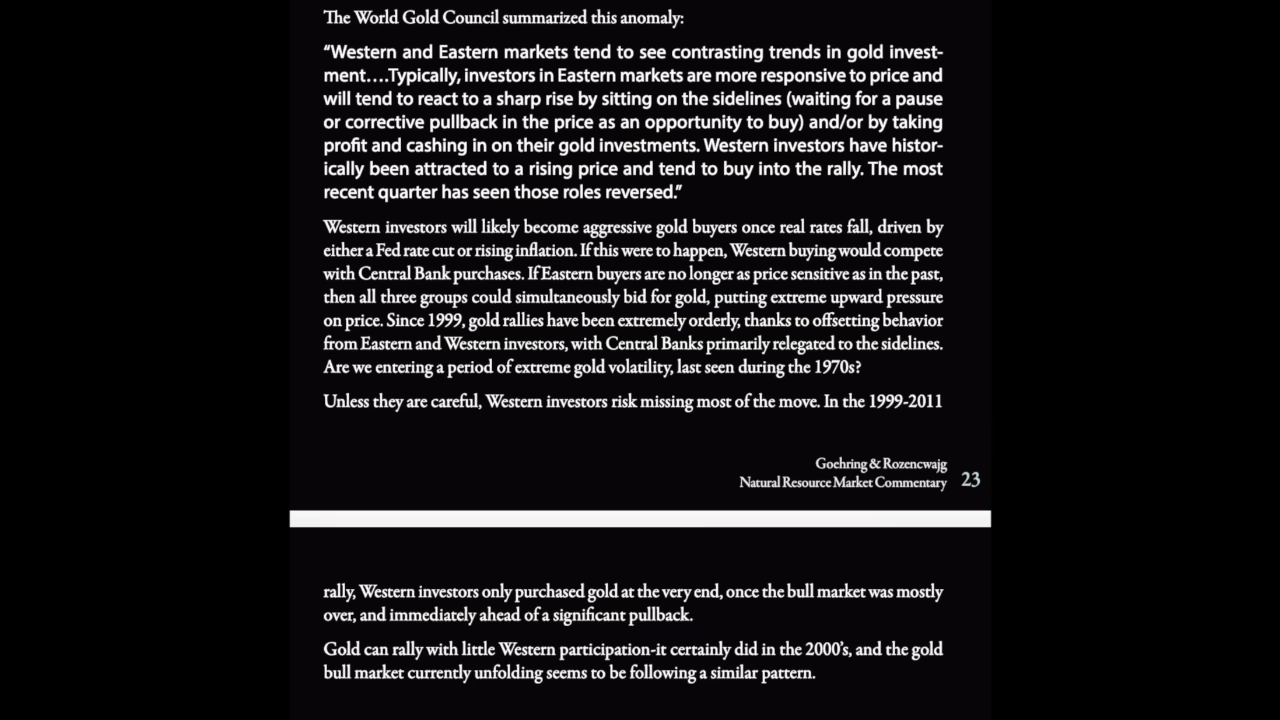 The World Gold Council summarized this anomaly:
“Western and Eastern markets tend to see contrasting trends in gold invest-
ment….Typically, investors in Eastern markets are more responsive to price and
will tend to react to a sharp rise by sitting on the sidelines (waiting for a pause
or corrective pullback in the price as an opportunity to buy) and/or by taking
profit and cashing in on their gold investments. Western investors have histor-
ically been attracted to a rising price and tend to buy into the rally. The most
recent quarter has seen those roles reversed.”
Western investors will likely become aggressive gold buyers once real rates fall, driven by
either a Fed rate cut or rising inflation. If this were to happen, Western buying would compete
with Central Bank purchases. If Eastern buyers are no longer as price sensitive as in the past,
then all three groups could simultaneously bid for gold, putting extreme upward pressure
on price. Since 1999, gold rallies have been extremely orderly, thanks to offsetting behavior
from Eastern and Western investors, with Central Banks primarily relegated to the sidelines.
Are we entering a period of extreme gold volatility, last seen during the 1970s?
Unless they are careful, Western investors risk missing most of the move. In the 1999-2011
Goehring & Rozencwajg
Natural Resource Market Commentary 23
rally, Western investors only purchased gold at the very end, once the bull market was mostly
over, and immediately ahead of a significant pullback.
Gold can rally with little Western participation-it certainly did in the 2000’s, and the gold
bull market currently unfolding seems to be following a similar pattern.